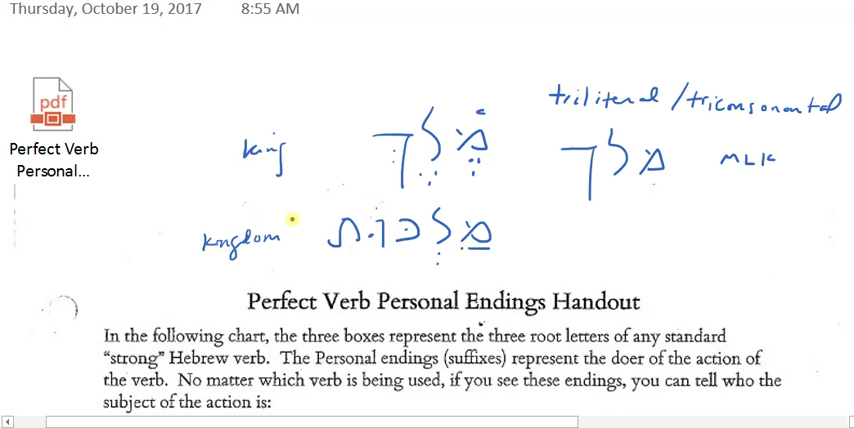 Thursday, October 19, 2017 8:55 AM
triliteral / triconsonantal
pdf
Perfect Verb
Personal...
king מֶלֶךְ מלך MLK
kingdom מַלְכוּת
Perfect Verb Personal Endings Handout
In the following chart, the three boxes represent the three root letters of any standard
"strong" Hebrew verb. The Personal endings (suffixes) represent the doer of the action of
the verb. No matter which verb is being used, if you see these endings, you can tell who the
subject of the action is: